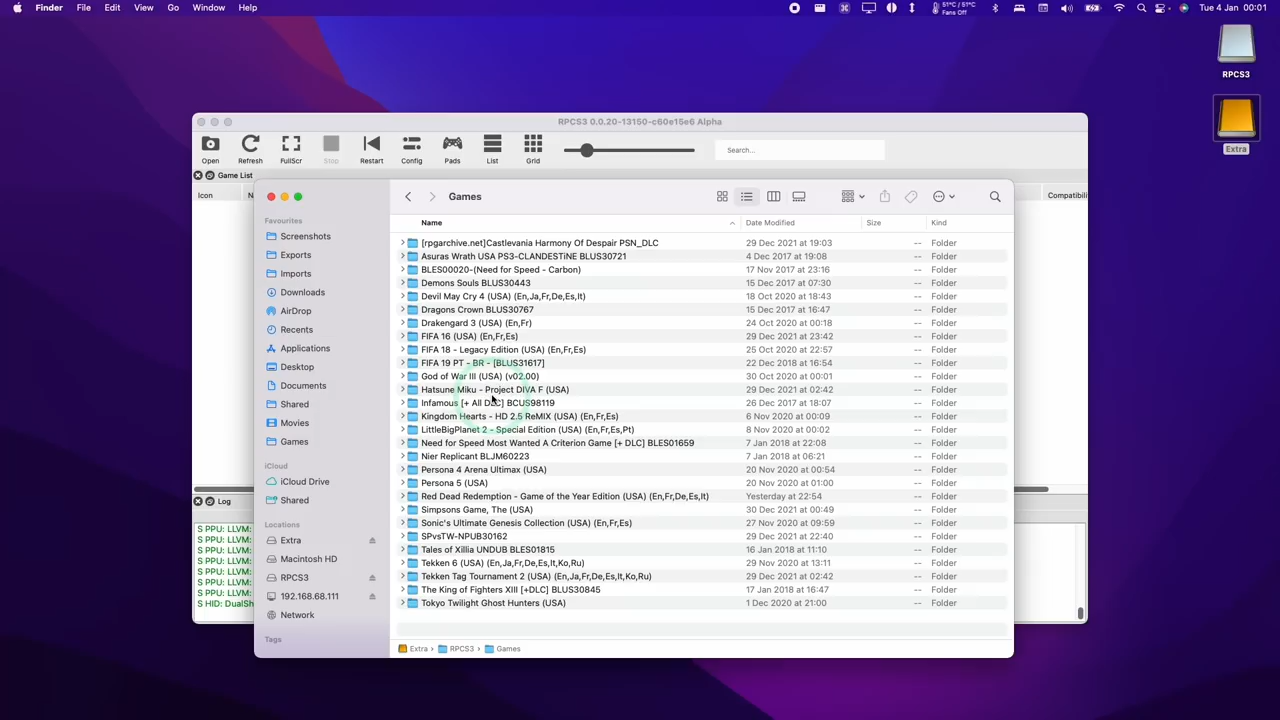 Finder File Edit View Go Window Help
51°C / 51°C
Fans Off
Tue 4 Jan 00:01
RPCS3
Extra
RPCS3 0.0.20-13150-c60e15e6 Alpha
Open Refresh FullScr Stop Restart Config Pads List Grid
Search...
Game List
Icon N Compatibili
Games
Name Date Modified Size Kind
Favourites
Screenshots
Exports
Imports
Downloads
AirDrop
Recents
Applications
Desktop
Documents
Shared
Movies
Games
iCloud
iCloud Drive
Shared
Locations
Extra
Macintosh HD
RPCS3
192.168.68.111
Network
Tags
[rpgarchive.net]Castlevania Harmony Of Despair PSN_DLC 29 Dec 2021 at 19:03 -- Folder
Asuras Wrath USA PS3-CLANDESTiNE BLUS30721 4 Dec 2017 at 19:08 -- Folder
BLES00020-(Need for Speed - Carbon) 17 Nov 2017 at 23:16 -- Folder
Demons Souls BLUS30443 15 Dec 2017 at 07:30 -- Folder
Devil May Cry 4 (USA) (En,Ja,Fr,De,Es,It) 18 Oct 2020 at 18:43 -- Folder
Dragons Crown BLUS30767 15 Dec 2017 at 16:47 -- Folder
Drakengard 3 (USA) (En,Fr) 24 Oct 2020 at 00:18 -- Folder
FIFA 16 (USA) (En,Fr,Es) 29 Dec 2021 at 23:42 -- Folder
FIFA 18 - Legacy Edition (USA) (En,Fr,Es) 25 Oct 2020 at 22:57 -- Folder
FIFA 19 PT - BR - [BLUS31617] 22 Dec 2018 at 16:54 -- Folder
God of War III (USA) (v02.00) 30 Oct 2020 at 00:01 -- Folder
Hatsune Miku - Project DIVA F (USA) 29 Dec 2021 at 02:42 -- Folder
Infamous [+ All DLC] BCUS98119 26 Dec 2017 at 18:13 -- Folder
Kingdom Hearts - HD 2.5 ReMIX (USA) (En,Fr,Es) 6 Nov 2020 at 00:09 -- Folder
LittleBigPlanet 2 - Special Edition (USA) (En,Fr,Es,Pt) 8 Nov 2022 at 00:02 -- Folder
Need for Speed Most Wanted A Criterion Game [+ DLC] BLES01659 7 Jan 2018 at 22:08 -- Folder
Nier Replicant BLJM60223 7 Jan 2018 at 06:21 -- Folder
Persona 4 Arena Ultimax (USA) 20 Nov 2020 at 00:54 -- Folder
Persona 5 (USA) 20 Nov 2020 at 01:00 -- Folder
Red Dead Redemption - Game of the Year Edition (USA) (En,Fr,De,Es,It) Yesterday at 22:54 -- Folder
Simpsons Game, The (USA) 30 Dec 2021 at 00:49 -- Folder
Sonic's Ultimate Genesis Collection (USA) (En,Fr,Es) 27 Nov 2020 at 09:59 -- Folder
SPvsTW-NPUB30162 29 Dec 2021 at 22:40 -- Folder
Tales of Xillia UNDUB BLES01815 16 Jan 2018 at 11:10 -- Folder
Tekken 6 (USA) (En,Ja,Fr,De,Es,It,Ko,Ru) 29 Nov 2020 at 13:11 -- Folder
Tekken Tag Tournament 2 (USA) (En,Ja,Fr,De,Es,It,Ko,Ru) 29 Dec 2021 at 02:42 -- Folder
The King of Fighters XIII [+DLC] BLUS30845 17 Jan 2018 at 16:47 -- Folder
Tokyo Twilight Ghost Hunters (USA) 1 Dec 2020 at 21:00 -- Folder
Extra › RPCS3 › Games
Log
S PPU: LLVM:
S PPU: LLVM:
S PPU: LLVM:
S PPU: LLVM:
S PPU: LLVM:
S PPU: LLVM:
S PPU: LLVM:
S HID: DualSh